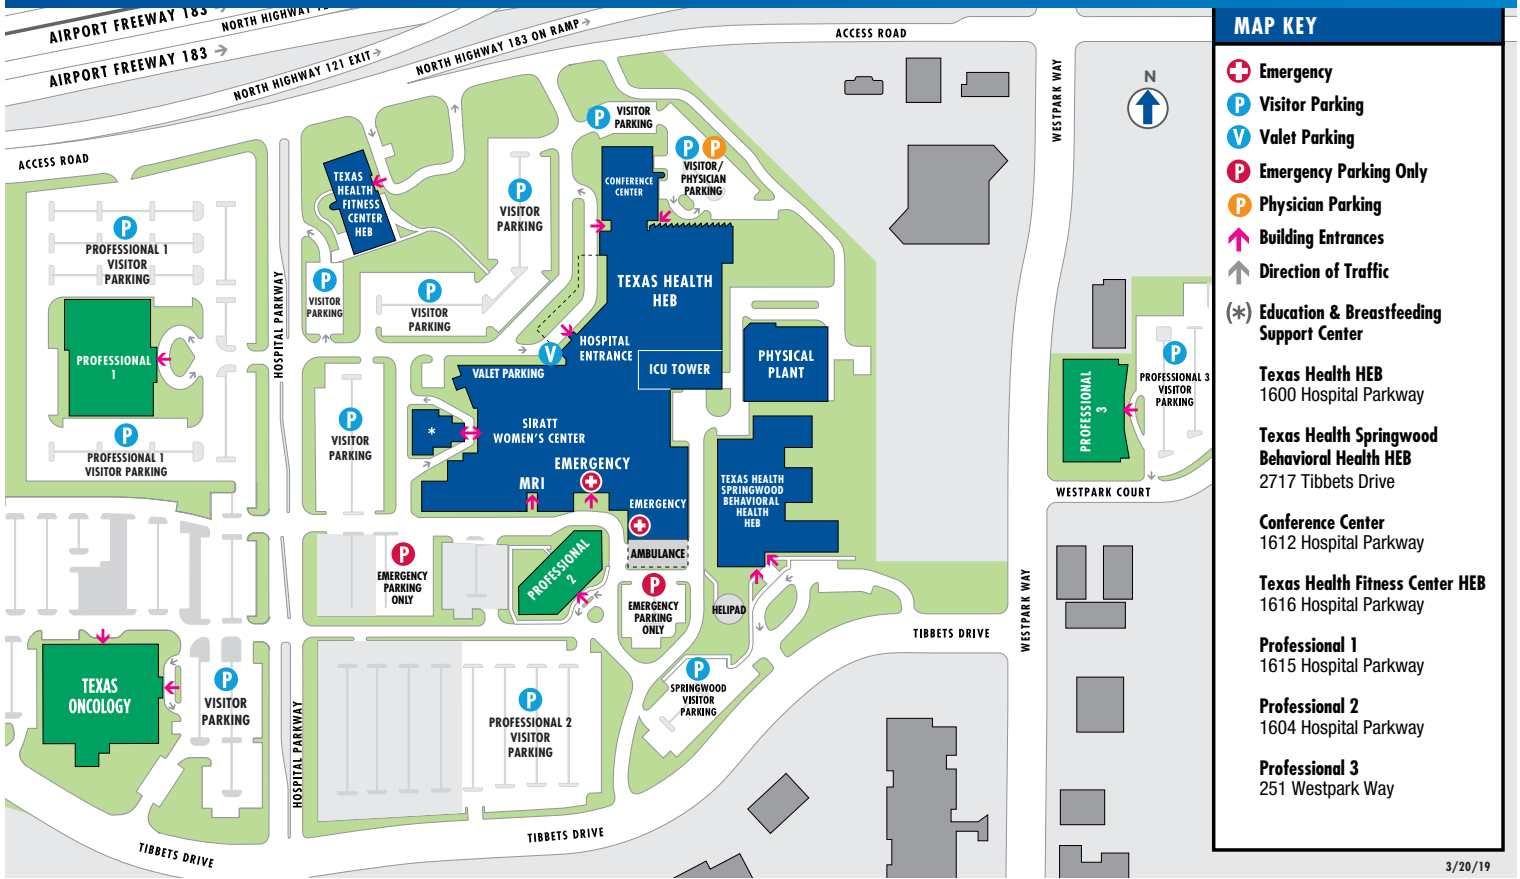 AIRPORT FREEWAY 183
NORTH HIGHWAY
AIRPORT FREEWAY 183
NORTH HIGHWAY 121 EXIT
NORTH HIGHWAY 183 ON RAMP
ACCESS ROAD
ACCESS ROAD
WESTPARK WAY
N
P
VISITOR
PARKING
P P
VISITOR/
PHYSICIAN
PARKING
CONFERENCE
CENTER
TEXAS
HEALTH
FITNESS
CENTER
HEB
P
VISITOR
PARKING
P
PROFESSIONAL 1
VISITOR
PARKING
P
VISITOR
PARKING
P
VISITOR
PARKING
HOSPITAL PARKWAY
TEXAS HEALTH
HEB
HOSPITAL
ENTRANCE
V
VALET PARKING
ICU TOWER
PHYSICAL
PLANT
PROFESSIONAL
1
P
PROFESSIONAL 1
VISITOR PARKING
P
VISITOR
PARKING
*
SIRATT
WOMEN'S CENTER
EMERGENCY
MRI
EMERGENCY
AMBULANCE
TEXAS HEALTH
SPRINGWOOD
BEHAVIORAL
HEALTH
HEB
PROFESSIONAL
3
P
PROFESSIONAL 3
VISITOR
PARKING
WESTPARK COURT
P
EMERGENCY
PARKING
ONLY
PROFESSIONAL
2
P
EMERGENCY
PARKING
ONLY
HELIPAD
TIBBETS DRIVE
WESTPARK WAY
TEXAS
ONCOLOGY
P
VISITOR
PARKING
HOSPITAL PARKWAY
P
PROFESSIONAL 2
VISITOR
PARKING
P
SPRINGWOOD
VISITOR
PARKING
TIBBETS DRIVE
TIBBETS DRIVE
MAP KEY
Emergency
P Visitor Parking
V Valet Parking
P Emergency Parking Only
P Physician Parking
Building Entrances
Direction of Traffic
(*) Education & Breastfeeding
Support Center
Texas Health HEB
1600 Hospital Parkway
Texas Health Springwood
Behavioral Health HEB
2717 Tibbets Drive
Conference Center
1612 Hospital Parkway
Texas Health Fitness Center HEB
1616 Hospital Parkway
Professional 1
1615 Hospital Parkway
Professional 2
1604 Hospital Parkway
Professional 3
251 Westpark Way
3/20/19